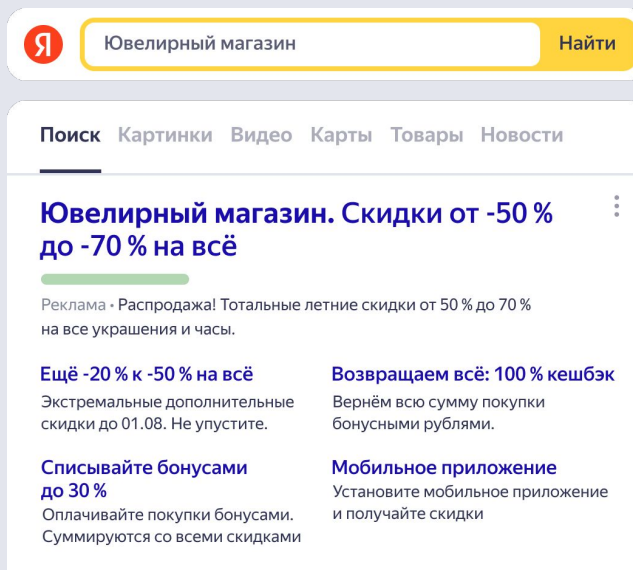 Я
Ювелирный магазин
Найти
Поиск Картинки Видео Карты Товары Новости
Ювелирный магазин. Скидки от -50 %
до -70 % на всё
Реклама • Распродажа! Тотальные летние скидки от 50 % до 70 %
на все украшения и часы.
Ещё -20 % к -50 % на всё
Экстремальные дополнительные
скидки до 01.08. Не упустите.
Возвращаем всё: 100 % кешбэк
Вернём всю сумму покупки
бонусными рублями.
Списывайте бонусами
до 30 %
Оплачивайте покупки бонусами.
Суммируются со всеми скидками
Мобильное приложение
Установите мобильное приложение
и получайте скидки